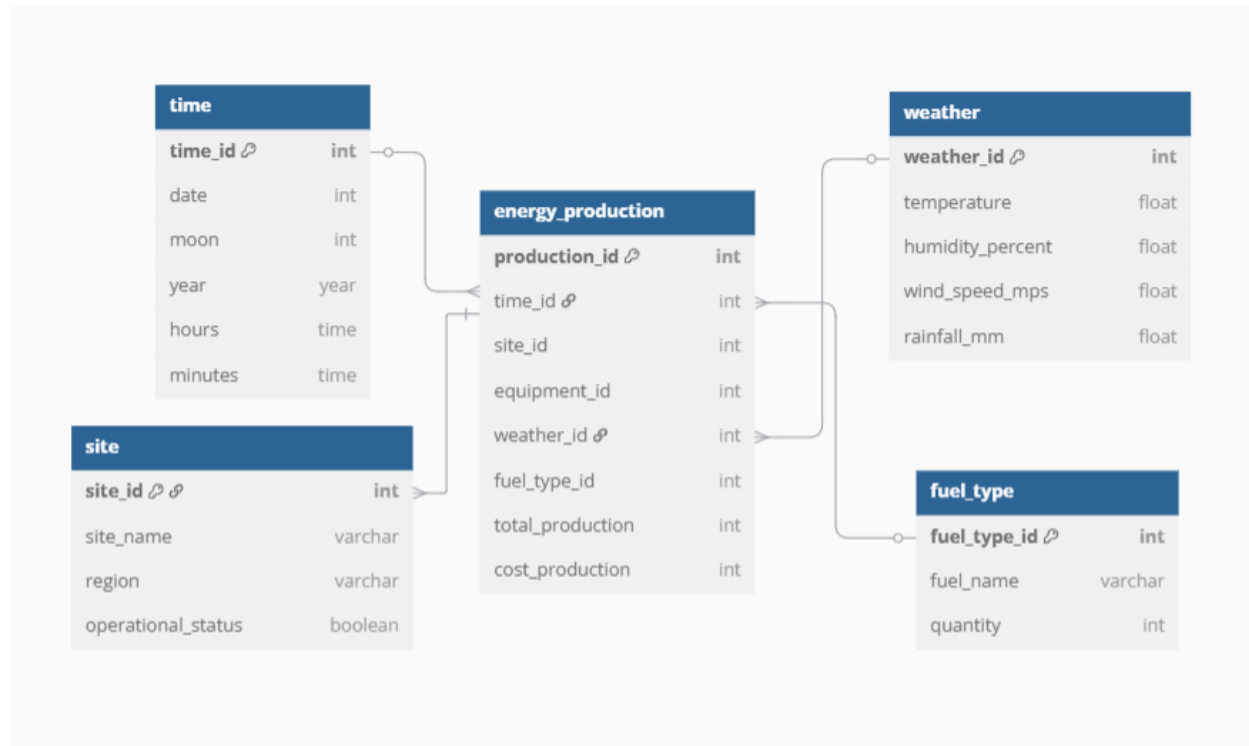 time
time_id int
date int
moon int
year year
hours time
minutes time
site
site_id int
site_name varchar
region varchar
operational_status boolean
energy_production
production_id int
time_id int
site_id int
equipment_id int
weather_id int
fuel_type_id int
total_production int
cost_production int
weather
weather_id int
temperature float
humidity_percent float
wind_speed_mps float
rainfall_mm float
fuel_type
fuel_type_id int
fuel_name varchar
quantity int